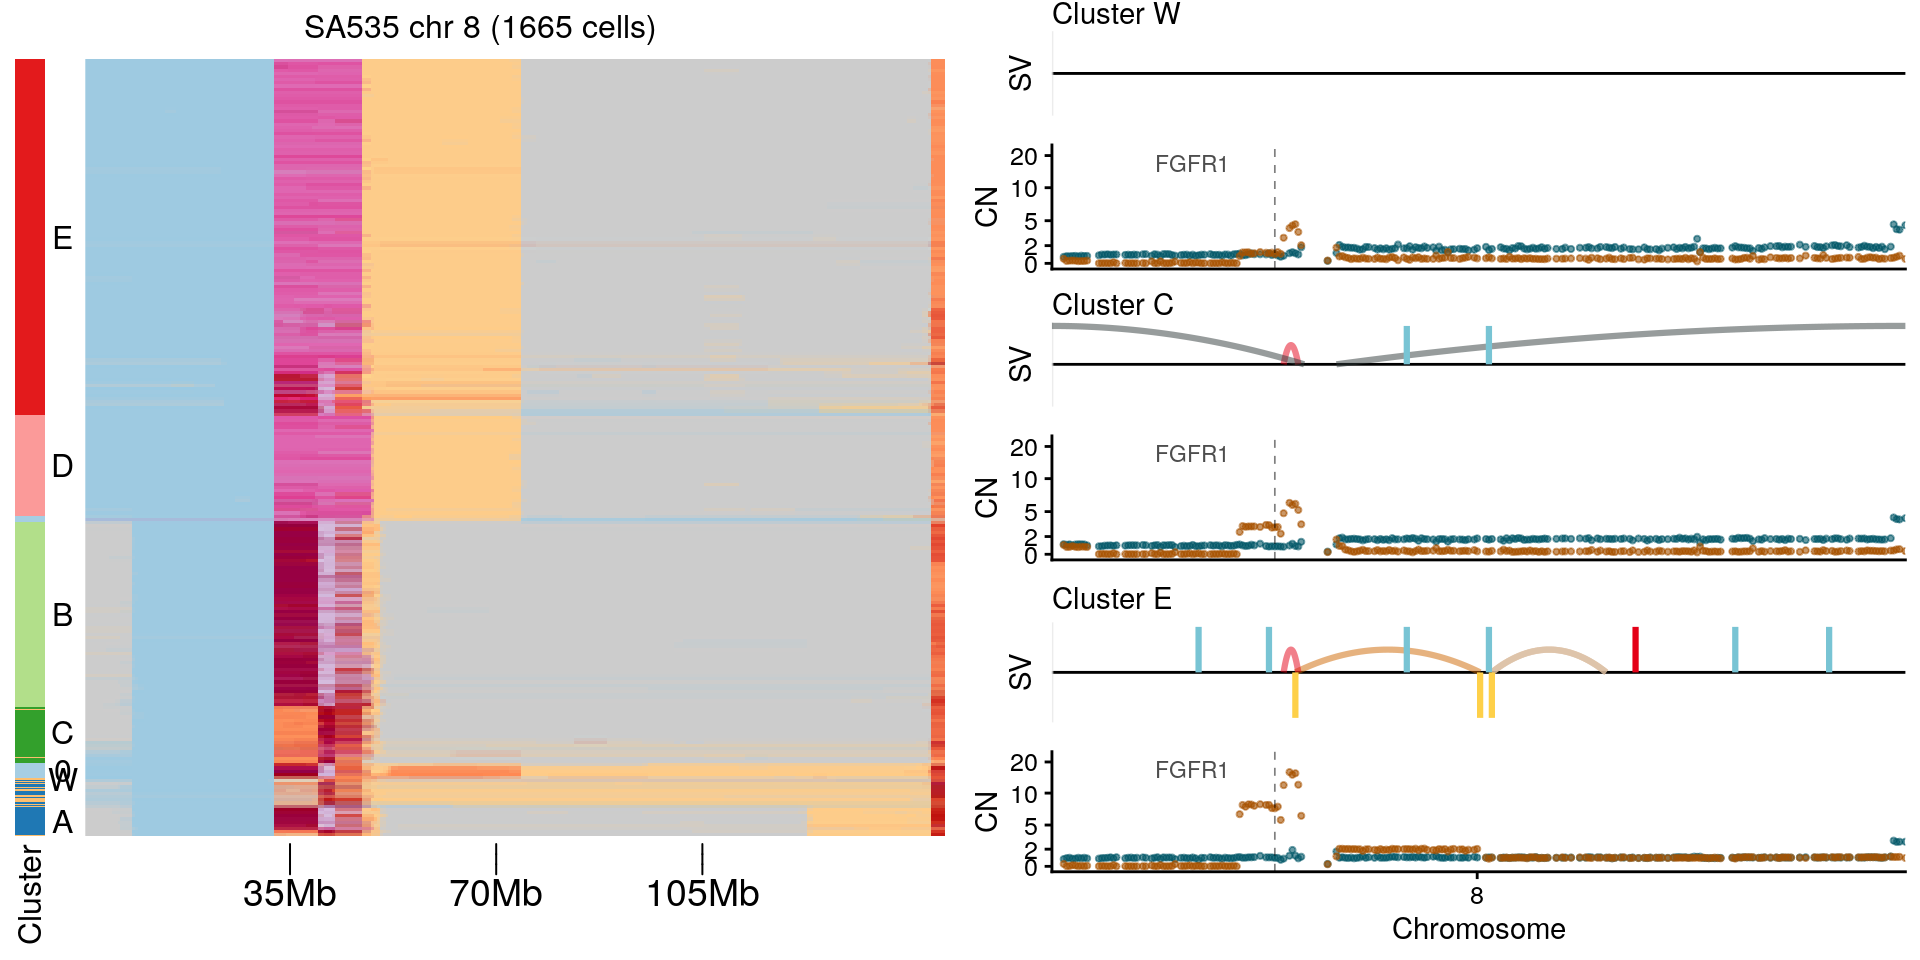 SA535 chr 8 (1665 cells)
E
D
B
C
W
A
Cluster
35Mb
70Mb
105Mb
Cluster W
SV
CN
20
10
5
2
0
FGFR1
Cluster C
SV
CN
20
10
5
2
0
FGFR1
Cluster E
SV
CN
20
10
5
2
0
FGFR1
8
Chromosome